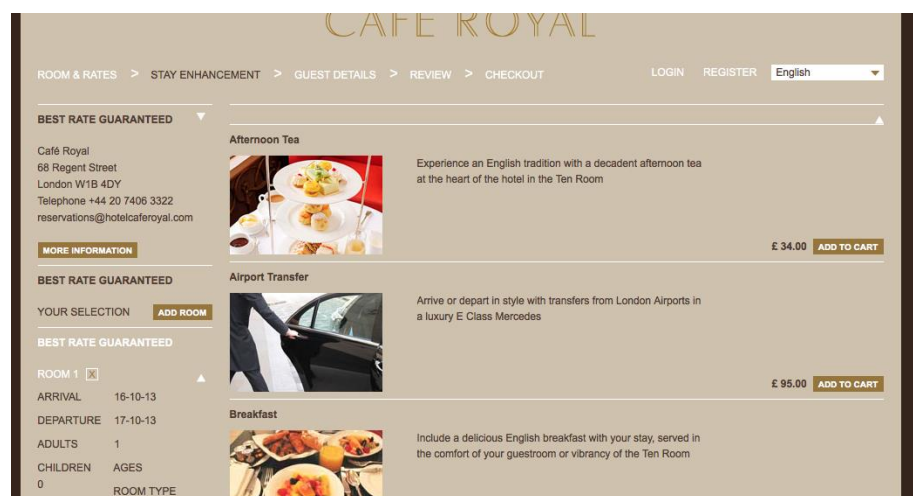 CAFE ROYAL
ROOM & RATES > STAY ENHANCEMENT > GUEST DETAILS > REVIEW > CHECKOUT
LOGIN REGISTER English
BEST RATE GUARANTEED
Café Royal
68 Regent Street
London W1B 4DY
Telephone +44 20 7406 3322
reservations@hotelcaferoyal.com
MORE INFORMATION
BEST RATE GUARANTEED
YOUR SELECTION ADD ROOM
BEST RATE GUARANTEED
ROOM 1 X
ARRIVAL 16-10-13
DEPARTURE 17-10-13
ADULTS 1
CHILDREN AGES
0
ROOM TYPE
Afternoon Tea
Experience an English tradition with a decadent afternoon tea
at the heart of the hotel in the Ten Room
£ 34.00 ADD TO CART
Airport Transfer
Arrive or depart in style with transfers from London Airports in
a luxury E Class Mercedes
£ 95.00 ADD TO CART
Breakfast
Include a delicious English breakfast with your stay, served in
the comfort of your guestroom or vibrancy of the Ten Room